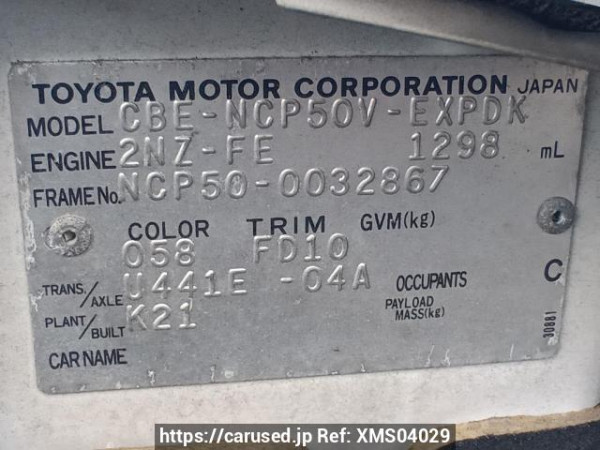 TOYOTA MOTOR CORPORATION JAPAN
MODEL CBE-NCP50V-EXPDK
ENGINE 2NZ-FE 1298 mL
FRAME No. NCP50-0032867
COLOR TRIM GVM(kg)
058 FD10
TRANS./AXLE U441E -04A OCCUPANTS C
PLANT/BUILT K21 PAYLOAD MASS(kg)
CAR NAME
30881
https://carused.jp Ref: XMS04029